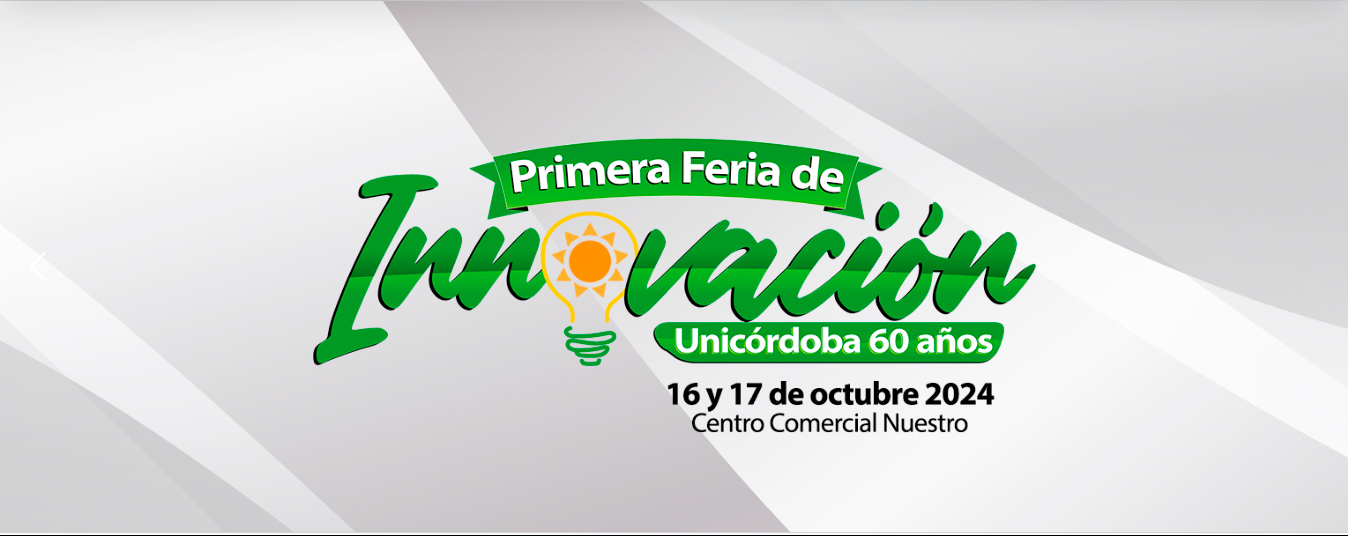 Primera Feria de
Innovación
Unicórdoba 60 años
16 y 17 de octubre 2024
Centro Comercial Nuestro